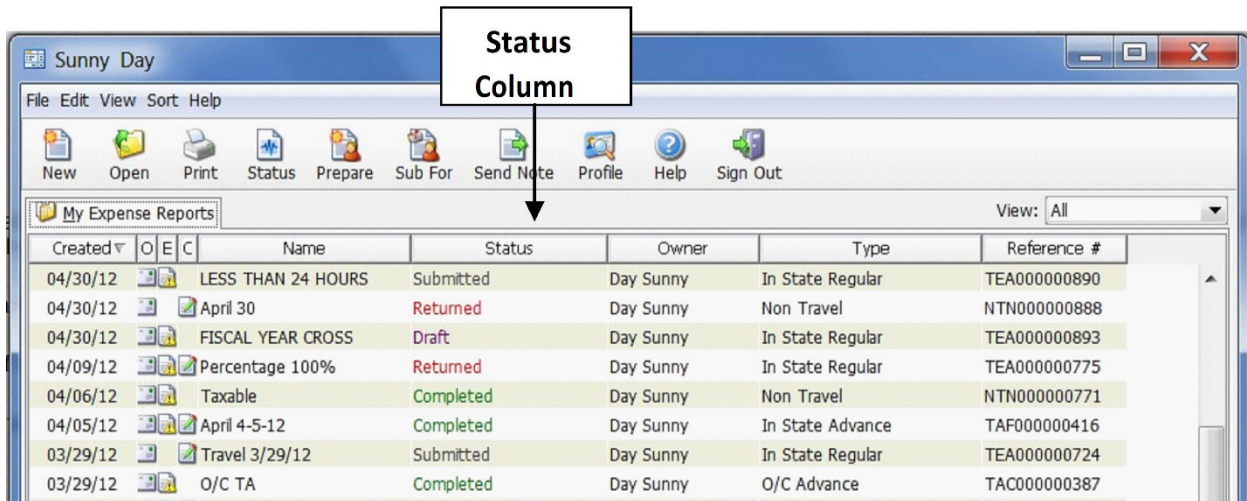 Status
Column
Sunny Day
File Edit View Sort Help
New Open Print Status Prepare Sub For Send Note Profile Help Sign Out
My Expense Reports View: All
Created O E C Name Status Owner Type Reference #
04/30/12 LESS THAN 24 HOURS Submitted Day Sunny In State Regular TEA000000890
04/30/12 April 30 Returned Day Sunny Non Travel NTN000000888
04/30/12 FISCAL YEAR CROSS Draft Day Sunny In State Regular TEA000000893
04/09/12 Percentage 100% Returned Day Sunny In State Regular TEA000000775
04/06/12 Taxable Completed Day Sunny Non Travel NTN000000771
04/05/12 April 4-5-12 Completed Day Sunny In State Advance TAF000000416
03/29/12 Travel 3/29/12 Submitted Day Sunny In State Regular TEA000000724
03/29/12 O/C TA Completed Day Sunny O/C Advance TAC000000387